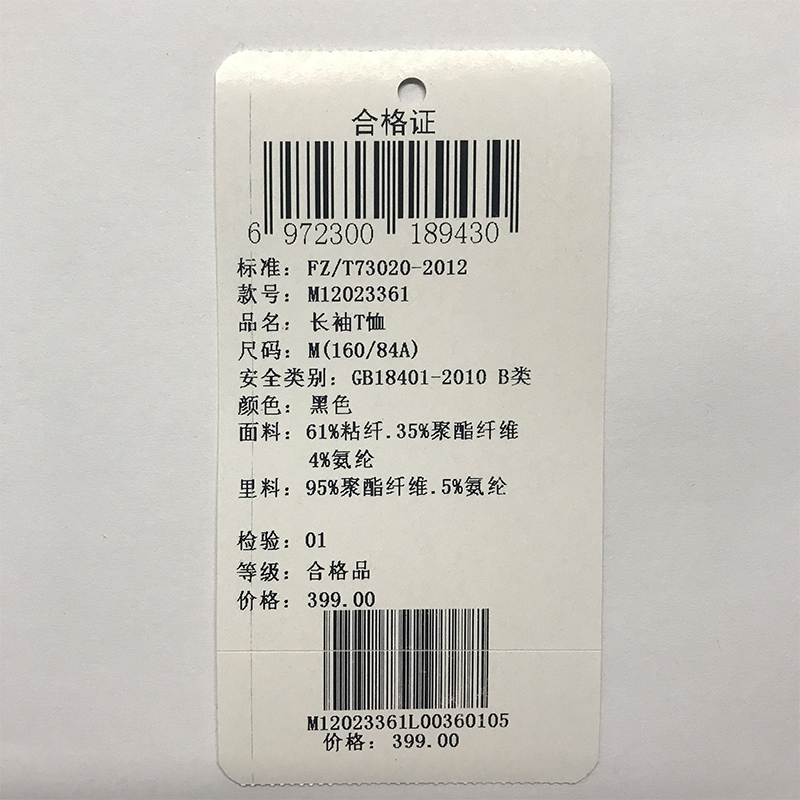 合格证
6 972300 189430
标准：FZ/T73020-2012
款号：M12023361
品名：长袖T恤
尺码：M(160/84A)
安全类别：GB18401-2010 B类
颜色：黑色
面料：61%粘纤.35%聚酯纤维
4%氨纶
里料：95%聚酯纤维.5%氨纶
检验：01
等级：合格品
价格：399.00
M12023361L00360105
价格：399.00